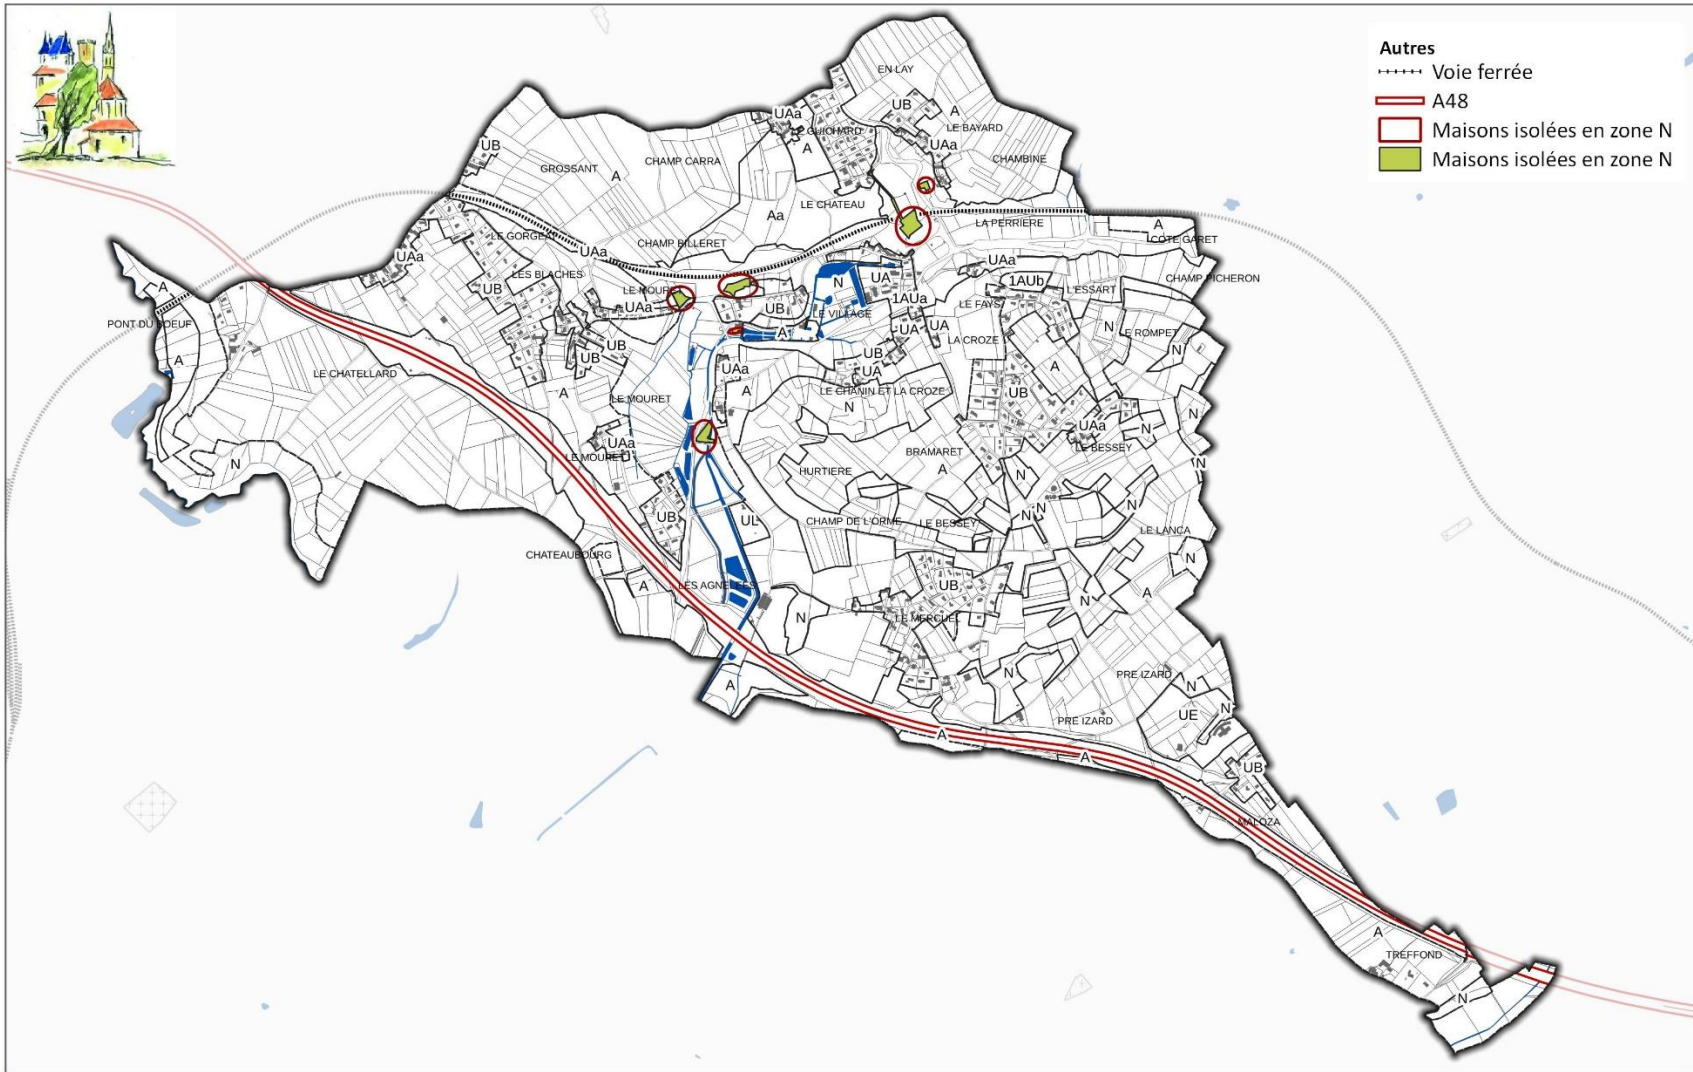 Autres
Voie ferrée
A48
Maisons isolées en zone N
Maisons isolées en zone N
EN LAY
UB
A
LE BAYARD
UAa
LE GUICHARD
UAa
A
CHAMBINE
UB
GROSSANT
A
CHAMP CARRA
LE CHATEAU
Aa
LA PERRIERE
A
COTE GARET
LE GORGEAT
UAa
CHAMP BILLERET
UAa
LES BLACHES
UB
UAa
1AUb
CHAMP PICHERON
N
UA
L'ESSART
LE MOURET
UAa
UB
LE VILLAGE
1AUa
LE FAYS
A
PONT DU BOEUF
A
UA
UA
LA CROZE
N
LE ROMPET
N
A
UB
UB
UB
UA
A
LE CHATELLARD
UAa
A
A
LE CHANIN ET LA CROZE
N
UB
LE MOURET
N
UAa
N
LE BESSEY
UAa
LE MOURET
BRAMARET
A
HURTIERE
N
N
N
N
UB
UL
CHAMP DE L'ORME
LE BESSEY
N
N
LE LANCA
CHATEAUBOURG
N
A
LES AGNELEES
UB
N
A
N
LE MERCUEL
N
PRE IZARD
N
A
UE
N
PRE IZARD
A
A
UB
MALOZA
A
TREFFOND
N